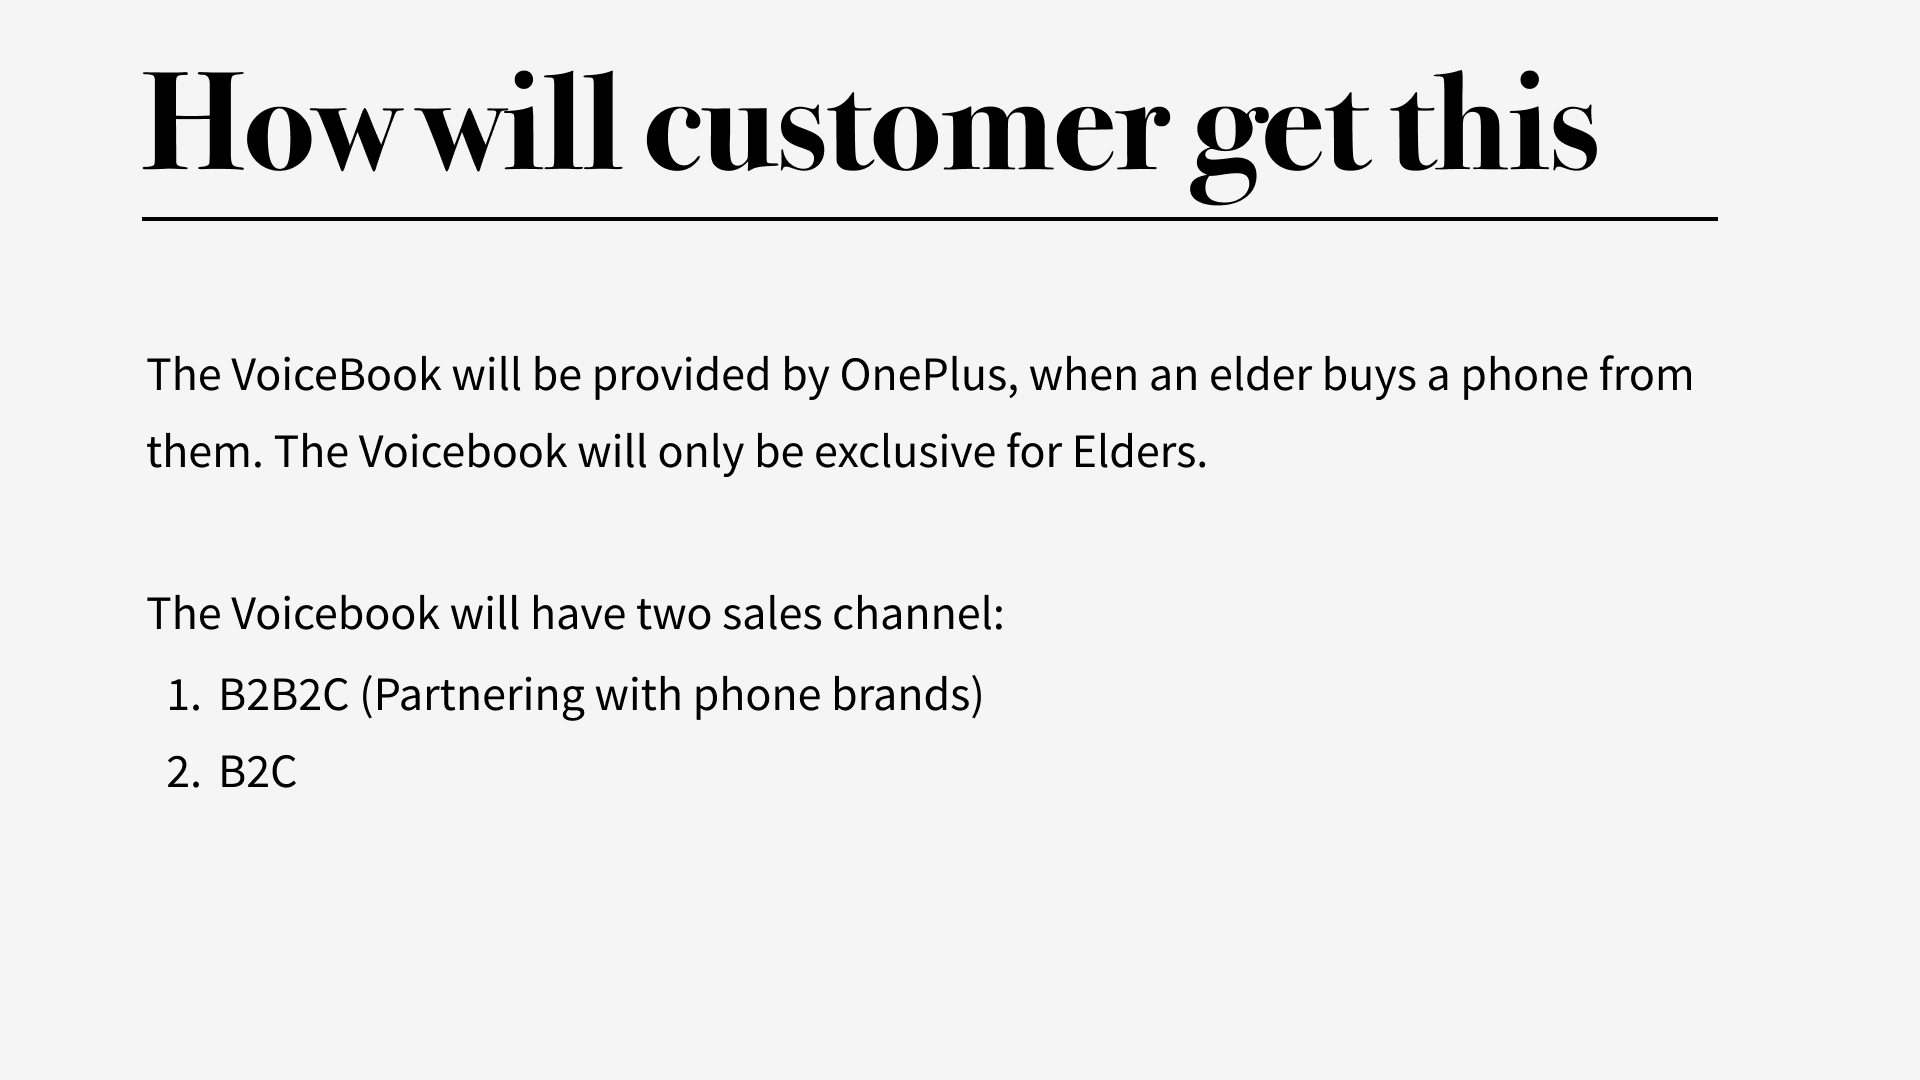 How will customer get this
The VoiceBook will be provided by OnePlus, when an elder buys a phone from
them. The Voicebook will only be exclusive for Elders.
The Voicebook will have two sales channel:
1. B2B2C (Partnering with phone brands)
2. B2C